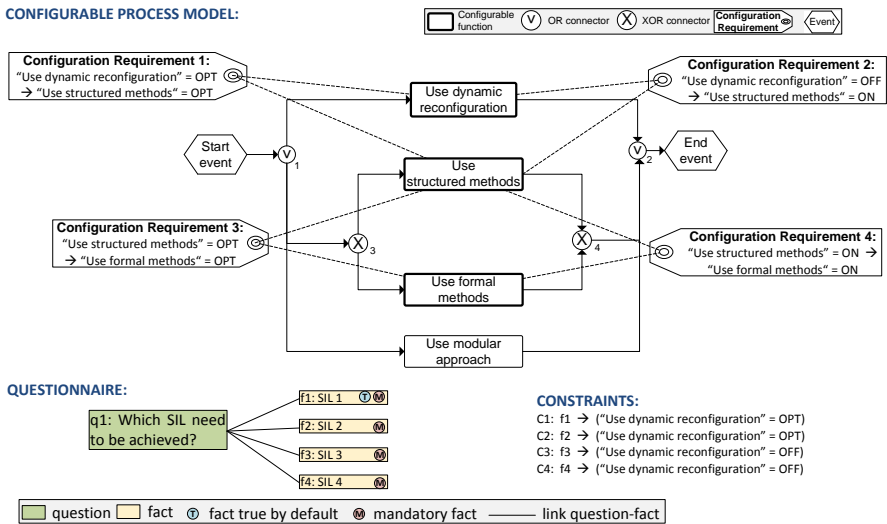 CONFIGURABLE PROCESS MODEL:
Configurable
function
V
OR connector
X
XOR connector
Configuration
Requirement
Event
Configuration Requirement 1:
“Use dynamic reconfiguration” = OPT
→ “Use structured methods“ = OPT
Configuration Requirement 2:
“Use dynamic reconfiguration” = OFF
→ “Use structured methods“ = ON
Use dynamic
reconfiguration
Start
event
V
1
Use
structured methods
V
2
End
event
Configuration Requirement 3:
“Use structured methods” = OPT
→ “Use formal methods“ = OPT
X
3
X
4
Configuration Requirement 4:
“Use structured methods” = ON →
“Use formal methods“ = ON
Use formal
methods
Use modular
approach
QUESTIONNAIRE:
q1: Which SIL need
to be achieved?
f1: SIL 1 T M
f2: SIL 2 M
f3: SIL 3 M
f4: SIL 4 M
CONSTRAINTS:
C1: f1 → (“Use dynamic reconfiguration” = OPT)
C2: f2 → (“Use dynamic reconfiguration” = OPT)
C3: f3 → (“Use dynamic reconfiguration” = OFF)
C4: f4 → (“Use dynamic reconfiguration” = OFF)
question fact T fact true by default M mandatory fact link question-fact